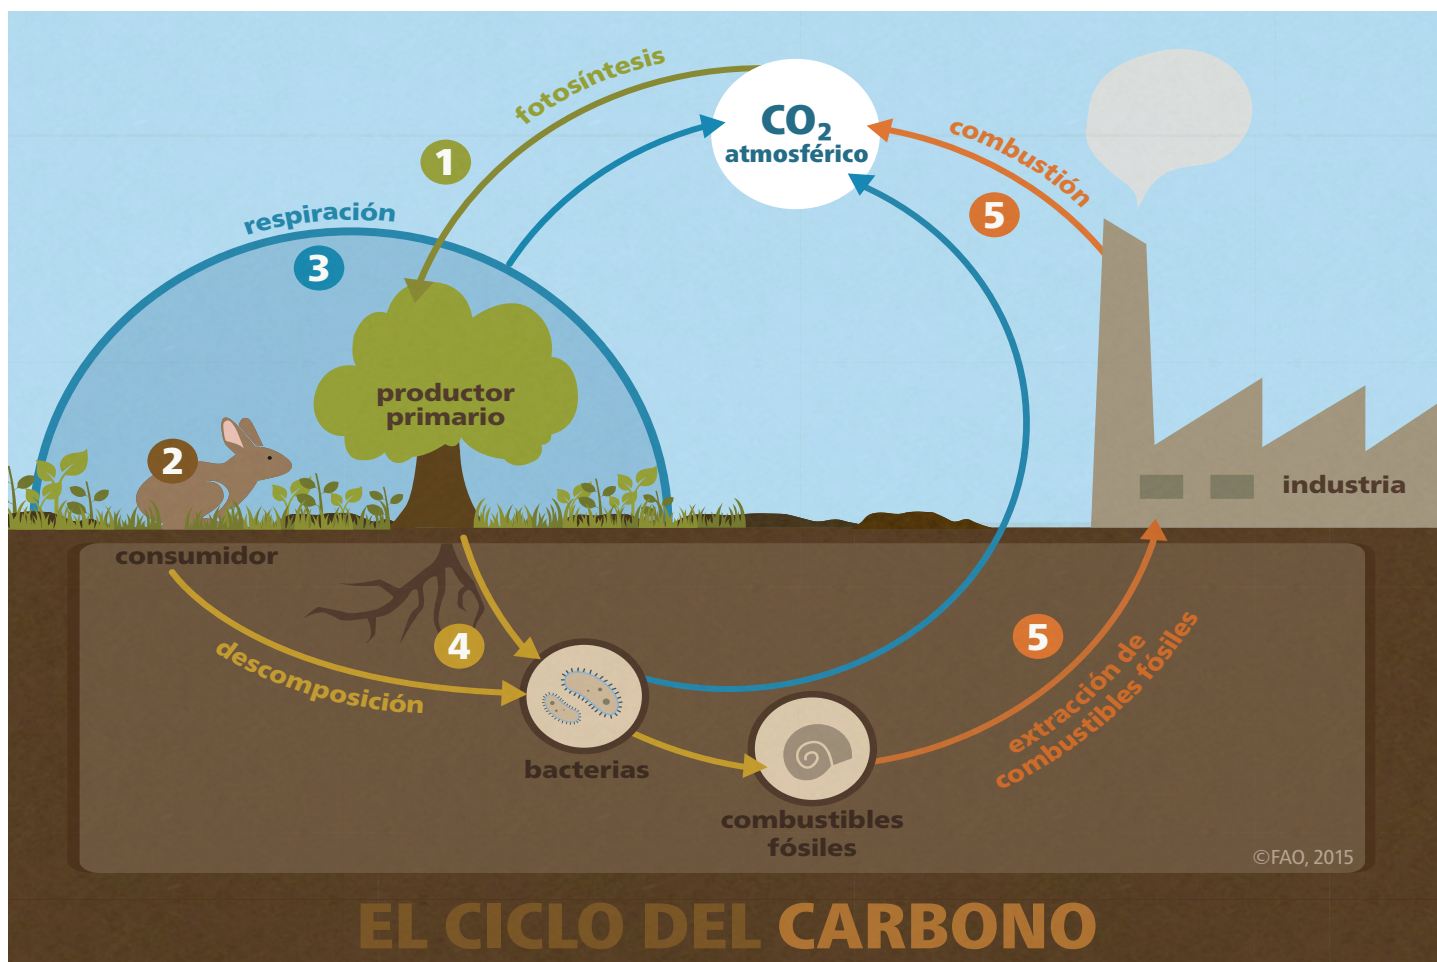 fotosíntesis
CO2
atmosférico
combustión
1
5
respiración
3
productor
primario
2
industria
consumidor
4
descomposición
5
extracción de
combustibles fósiles
bacterias
combustibles
fósiles
©FAO, 2015
EL CICLO DEL CARBONO